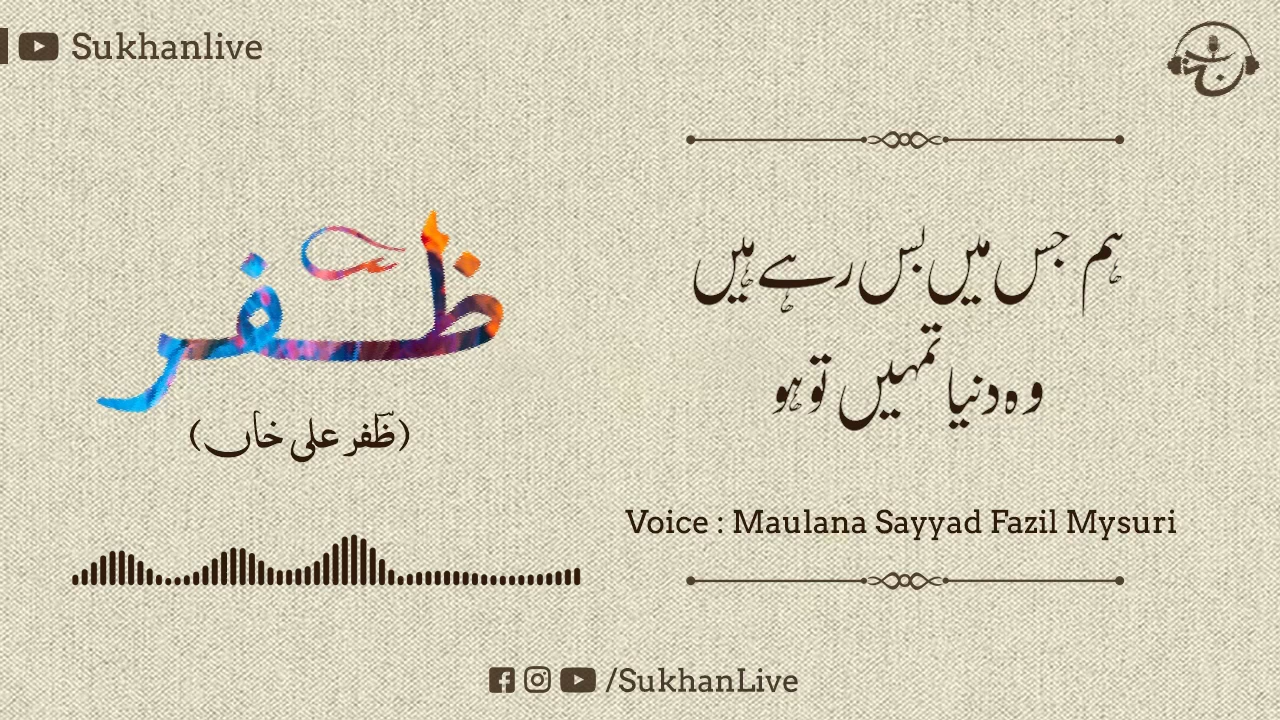 Sukhanlive
سخن
ظفر
(ظفر علی خاں)
ہم جس میں بس رہے ہیں
وہ دنیا تمہیں تو ہو
Voice : Maulana Sayyad Fazil Mysuri
/SukhanLive